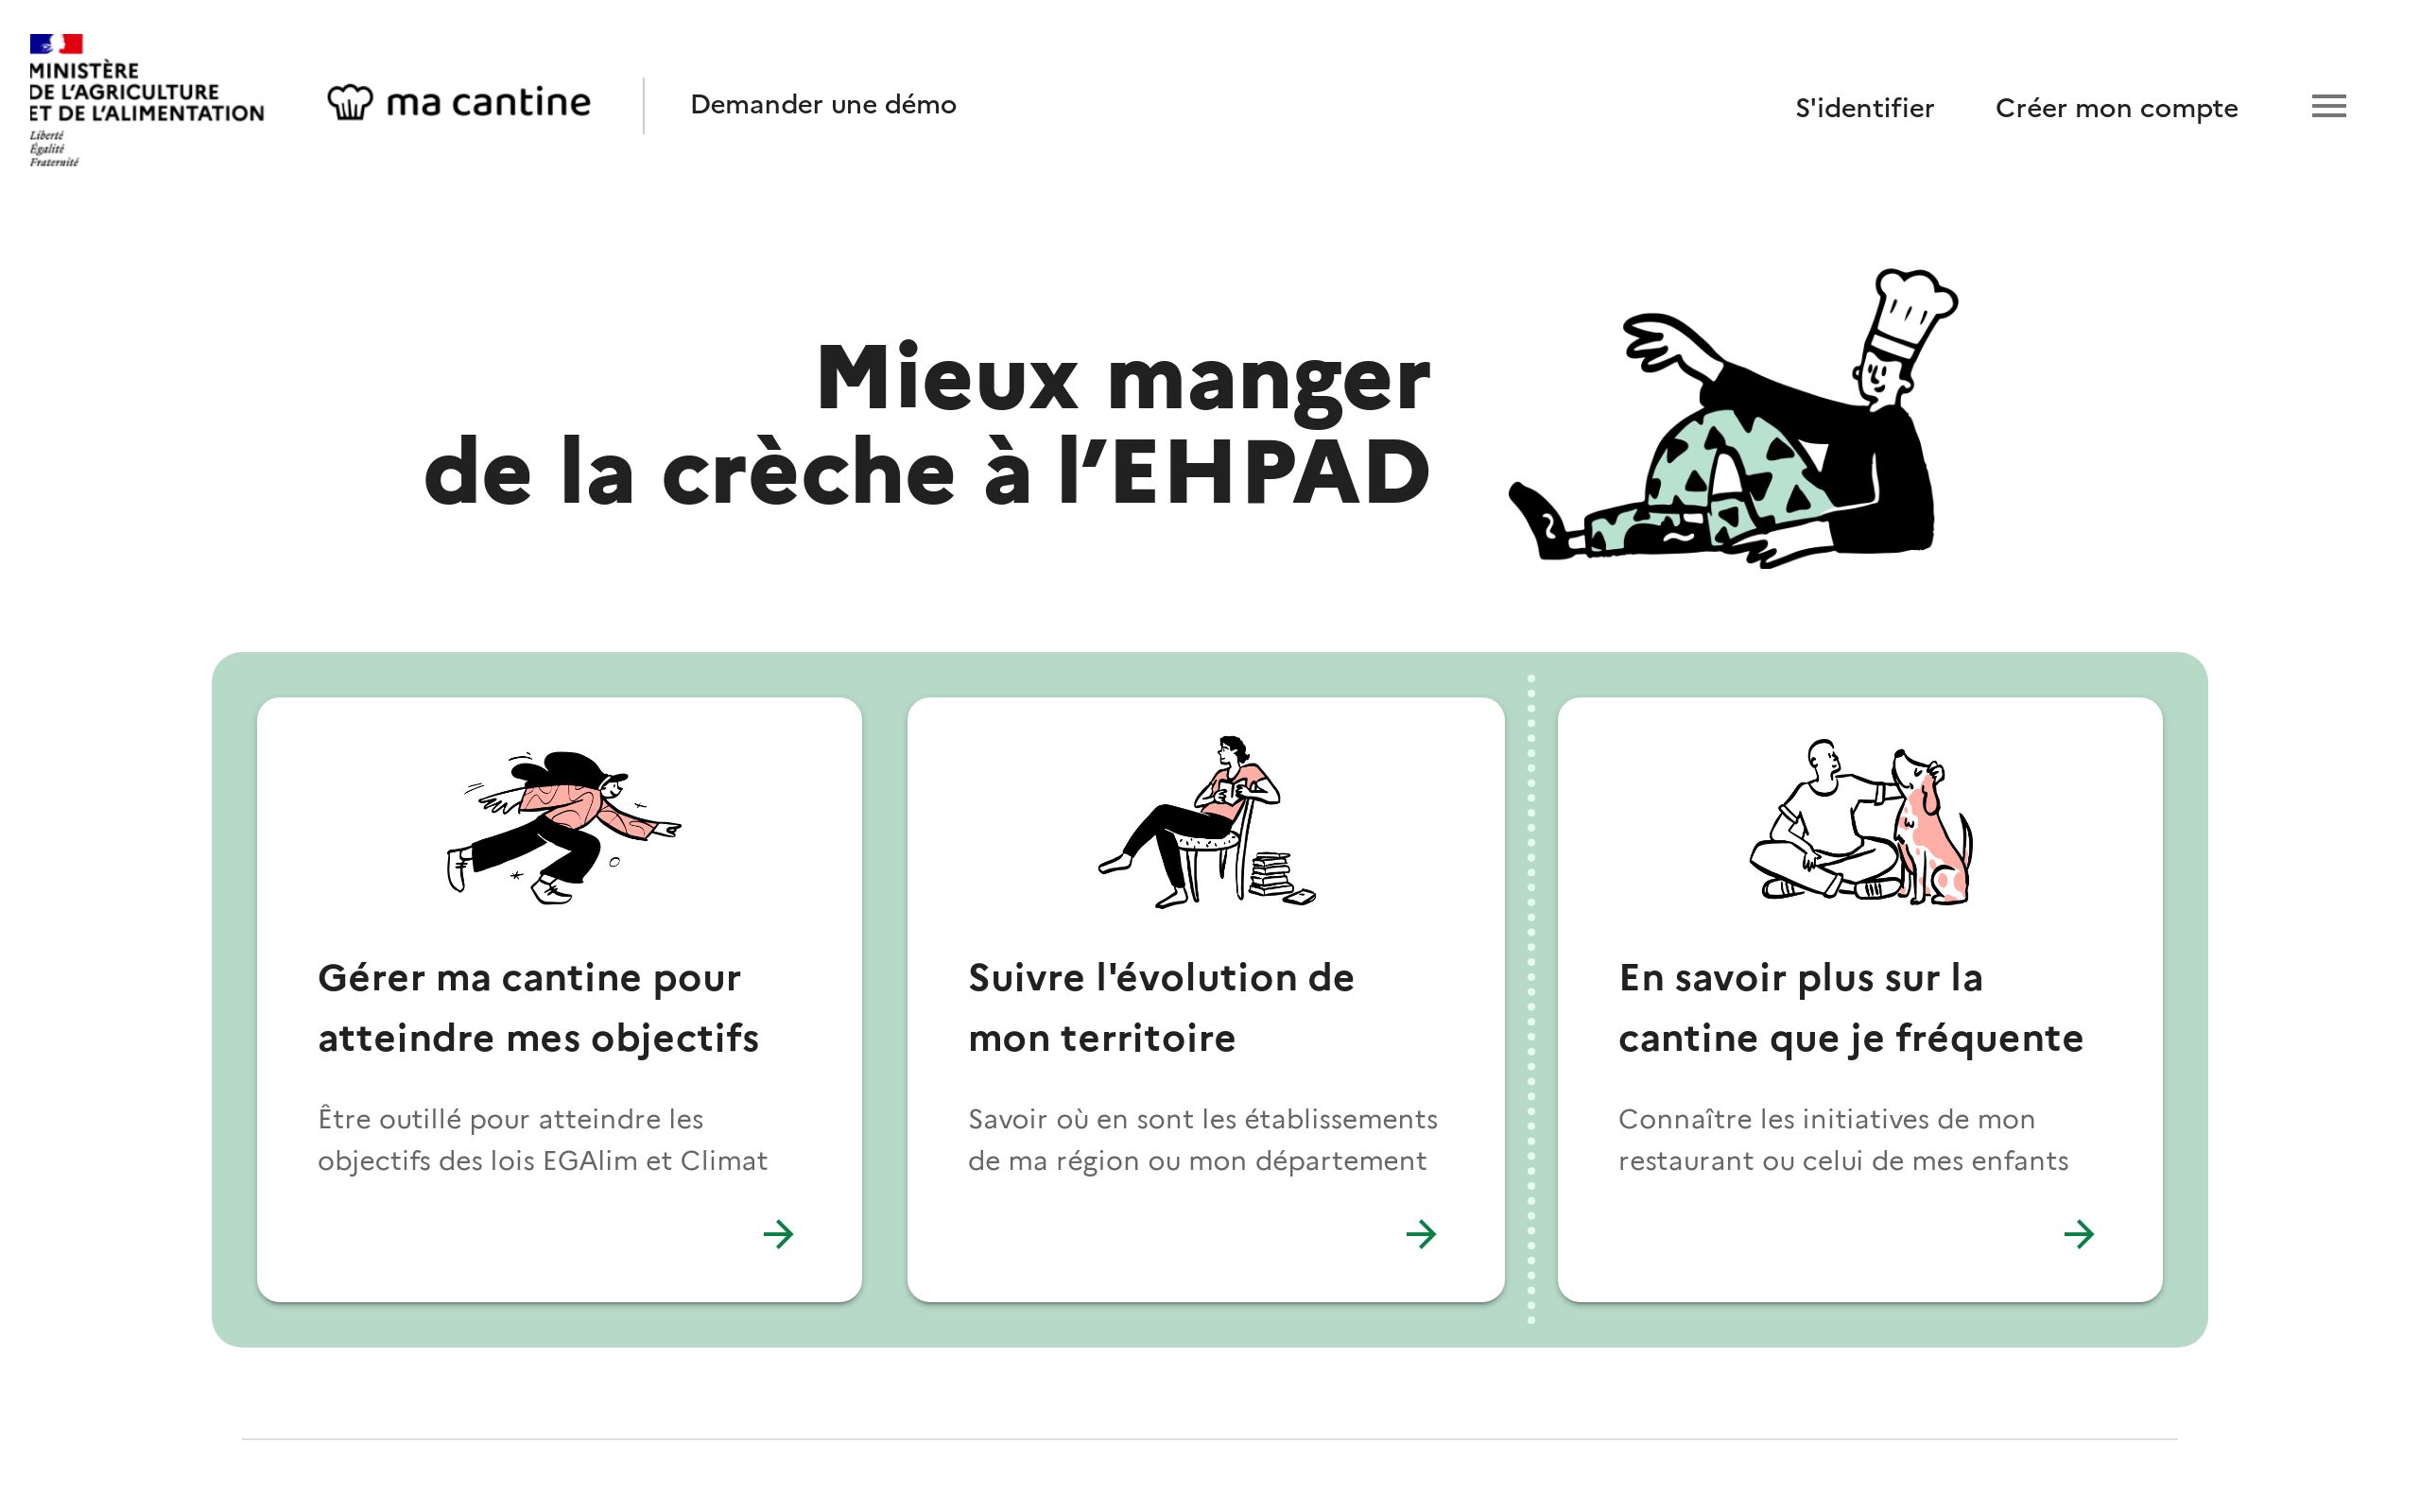 MINISTÈRE
DE L'AGRICULTURE
ET DE L'ALIMENTATION
Liberté
Égalité
Fraternité
ma cantine
Demander une démo
S'identifier
Créer mon compte
Mieux manger
de la crèche à l’EHPAD
Gérer ma cantine pour
atteindre mes objectifs
Être outillé pour atteindre les
objectifs des lois EGAlim et Climat
Suivre l'évolution de
mon territoire
Savoir où en sont les établissements
de ma région ou mon département
En savoir plus sur la
cantine que je fréquente
Connaître les initiatives de mon
restaurant ou celui de mes enfants